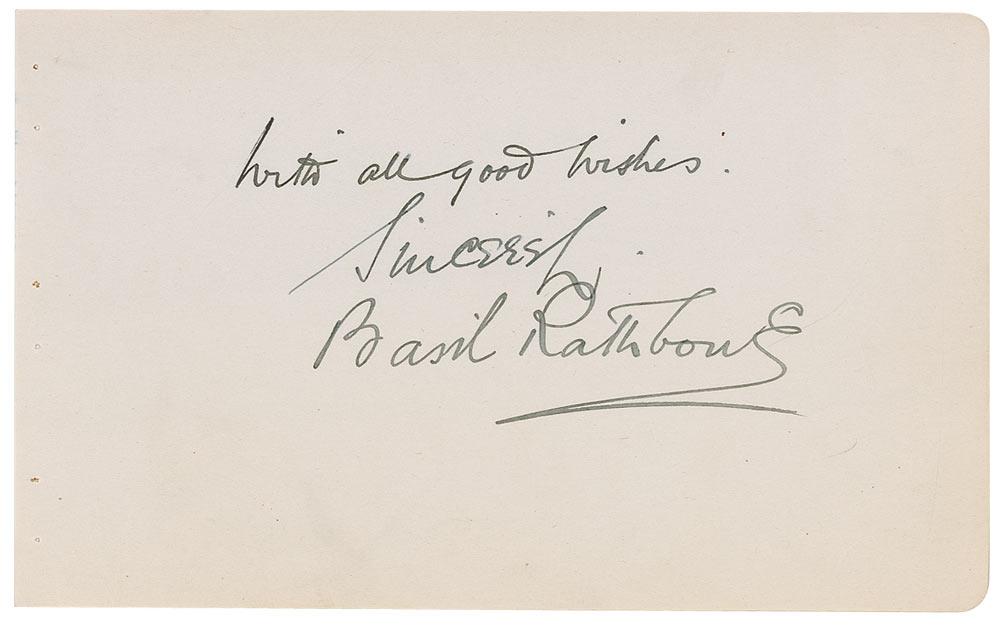 With all good wishes.
Sincerely.
Basil Rathbone